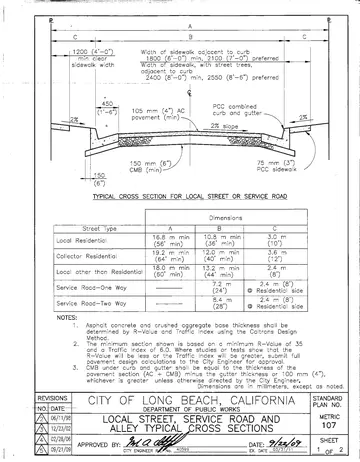 A
C
B
C
1200 (4'-0")
min clear
sidewalk width
Width of sidewalk adjacent to curb
1800 (6'-0") min, 2100 (7'-0") preferred
Width of sidewalk, with street trees,
adjacent to curb
2400 (8'-0") min, 2550 (8'-6") preferred
450
(1'-6")
105 mm (4") AC
pavement (min)
PCC combined
curb and gutter
2%
2% slope
2%
150 mm (6")
CMB (min)
75 mm (3")
PCC sidewalk
150
(6")
TYPICAL CROSS SECTION FOR LOCAL STREET OR SERVICE ROAD
Dimensions
Street Type A B C
Local Residential 16.8 m min (56' min) 10.8 m min (36' min) 3.0 m (10')
Collector Residential 19.2 m min (64' min) 12.0 m min (40' min) 3.6 m (12')
Local other than Residential 18.0 m min (60' min) 13.2 m min (44' min) 2.4 m (8')
Service Road-One Way 7.2 m (24') 2.4 m (8') @ Residential side
Service Road-Two Way 8.4 m (28') 2.4 m (8') @ Residential side
NOTES:
1. Asphalt concrete and crushed aggregate base thickness shall be
determined by R-Value and Traffic Index using the Caltrans Design
Method.
2. The minimum section shown is based on a minimum R-Value of 35
and a Traffic Index of 6.0. Where studies or tests show that the
R-Value will be less or the Traffic Index will be greater, submit full
pavement design calculations to the City Engineer for approval.
3. CMB under curb and gutter shall be equal to the thickness of the
pavement section (AC + CMB) minus the gutter thickness or 100 mm (4"),
whichever is greater unless otherwise directed by the City Engineer.
Dimensions are in millimeters, except as noted.
REVISIONS
NO. DATE
06/11/98
12/23/02
02/28/06
09/21/09
CITY OF LONG BEACH, CALIFORNIA
DEPARTMENT OF PUBLIC WORKS
LOCAL STREET, SERVICE ROAD AND
ALLEY TYPICAL CROSS SECTIONS
APPROVED BY:
CITY ENGINEER
DATE: 9/22/09
STANDARD
PLAN NO.
METRIC
107
SHEET
1 of 2